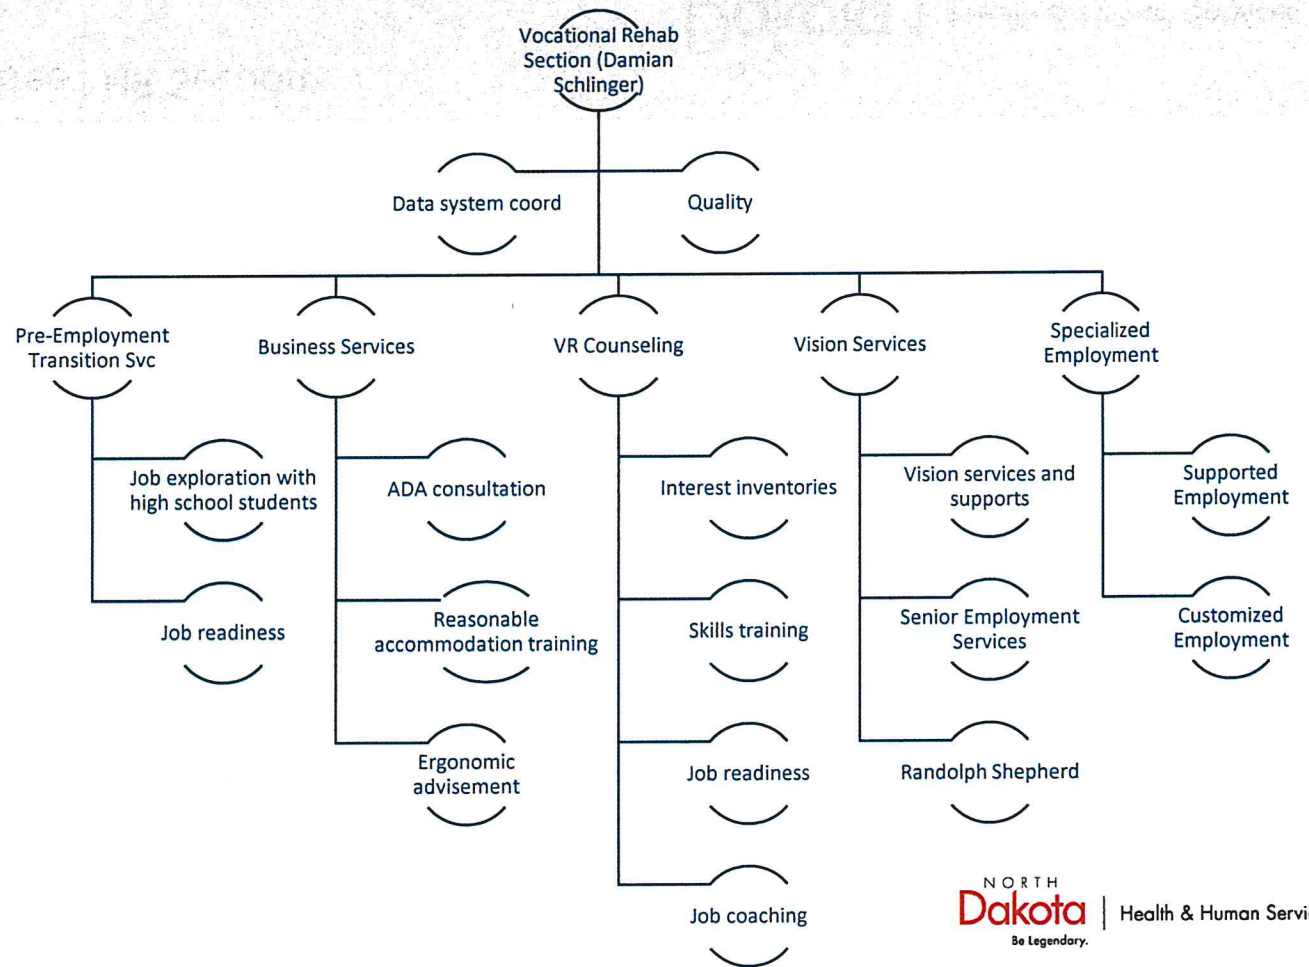 Vocational Rehab
Section (Damian
Schlinger)
Data system coord
Quality
Pre-Employment
Transition Svc
Business Services
VR Counseling
Vision Services
Specialized
Employment
Job exploration with
high school students
ADA consultation
Interest inventories
Vision services and
supports
Supported
Employment
Job readiness
Reasonable
accommodation training
Skills training
Senior Employment
Services
Customized
Employment
Ergonomic
advisement
Job readiness
Randolph Shepherd
Job coaching
NORTH
Dakota
Be Legendary.
Health & Human Servi